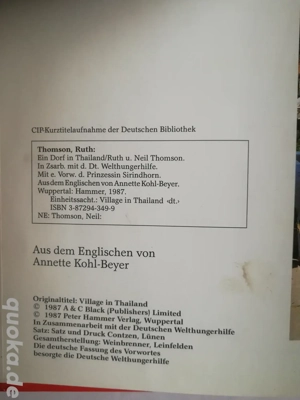 CIP-Kurztitelaufnahme der Deutschen Bibliothek
Thomson, Ruth:
Ein Dorf in Thailand/Ruth u. Neil Thomson.
In Zsarb. mit d. Dt. Welthungerhilfe.
Mit e. Vorw. d. Prinzessin Sirindhorn.
Aus dem Englischen von Annette Kohl-Beyer.
Wuppertal: Hammer, 1987.
Einheitssacht.: Village in Thailand <dt.>
ISBN 3-87294-349-9
NE: Thomson, Neil:
Aus dem Englischen von
Annette Kohl-Beyer
Originaltitel: Village in Thailand
© 1987 A & C Black (Publishers) Limited
© 1987 Peter Hammer Verlag, Wuppertal
In Zusammenarbeit mit der Deutschen Welthungerhilfe
Satz: Satz und Druck Contzen, Lünen
Gesamtherstellung: Weinbrenner, Leinfelden
Die deutsche Fassung des Vorwortes
besorgte die Deutsche Welthungerhilfe
quoka.de